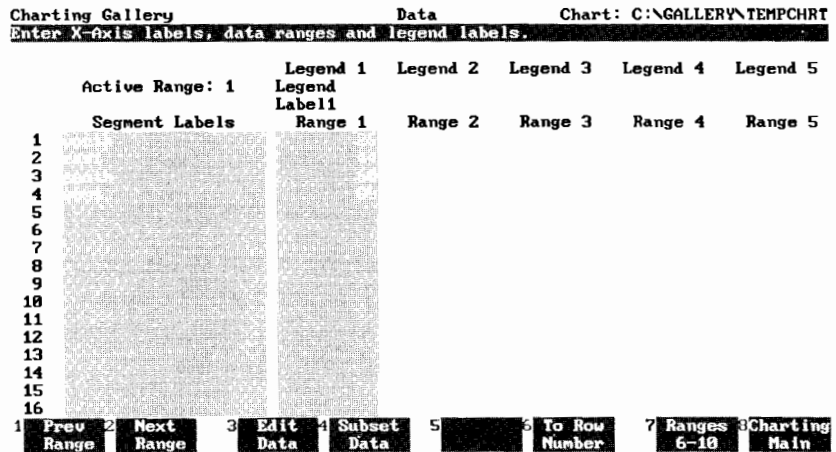 Charting Gallery Data Chart: C:\GALLERY\TEMPCHRT
Enter X-Axis labels, data ranges and legend labels.
Legend 1 Legend 2 Legend 3 Legend 4 Legend 5
Active Range: 1 Legend
Label1
Segment Labels Range 1 Range 2 Range 3 Range 4 Range 5
1
2
3
4
5
6
7
8
9
10
11
12
13
14
15
16
1 Prev 2 Next 3 Edit 4 Subset 5 6 To Row 7 Ranges 8 Charting
Range Range Data Data Number 6-10 Main